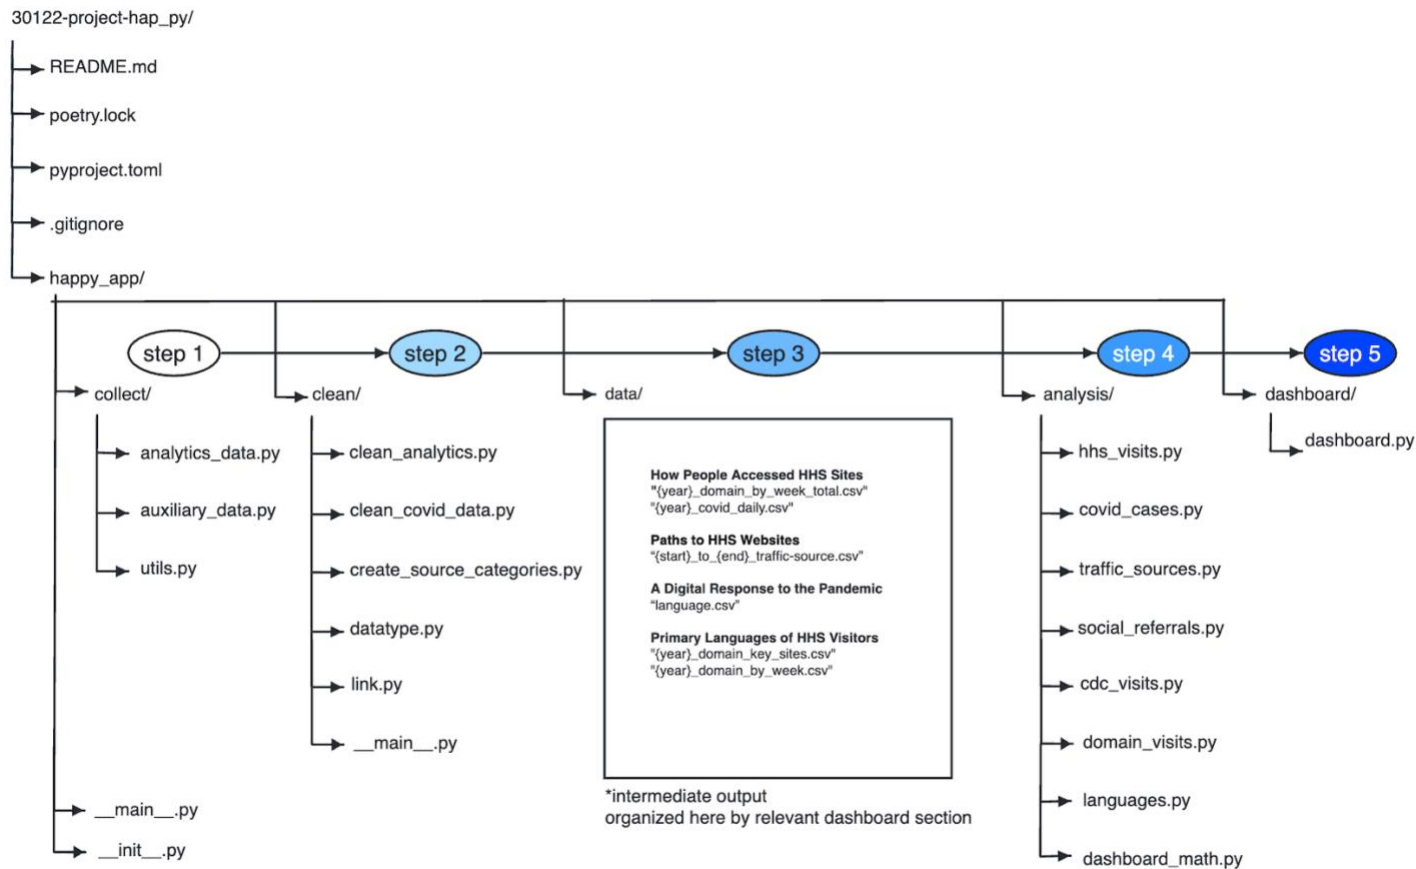 30122-project-hap_py/
README.md
poetry.lock
pyproject.toml
.gitignore
happy_app/
step 1
step 2
step 3
step 4
step 5
collect/
analytics_data.py
auxiliary_data.py
utils.py
clean/
clean_analytics.py
clean_covid_data.py
create_source_categories.py
datatype.py
link.py
__main__.py
data/
How People Accessed HHS Sites
"{year}_domain_by_week_total.csv"
"{year}_covid_daily.csv"
Paths to HHS Websites
"{start}_to_{end}_traffic-source.csv"
A Digital Response to the Pandemic
"language.csv"
Primary Languages of HHS Visitors
"{year}_domain_key_sites.csv"
"{year}_domain_by_week.csv"
*intermediate output
organized here by relevant dashboard section
analysis/
hhs_visits.py
covid_cases.py
traffic_sources.py
social_referrals.py
cdc_visits.py
domain_visits.py
languages.py
dashboard_math.py
dashboard/
dashboard.py
__main__.py
__init__.py